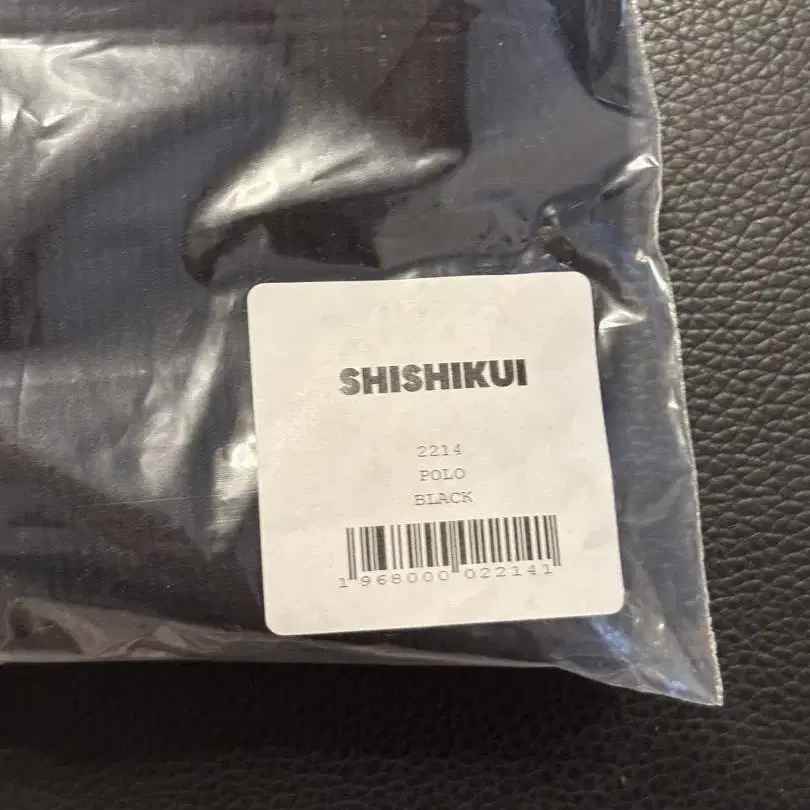 SHISHIKUI
2214
POLO
BLACK
1 968000 022141